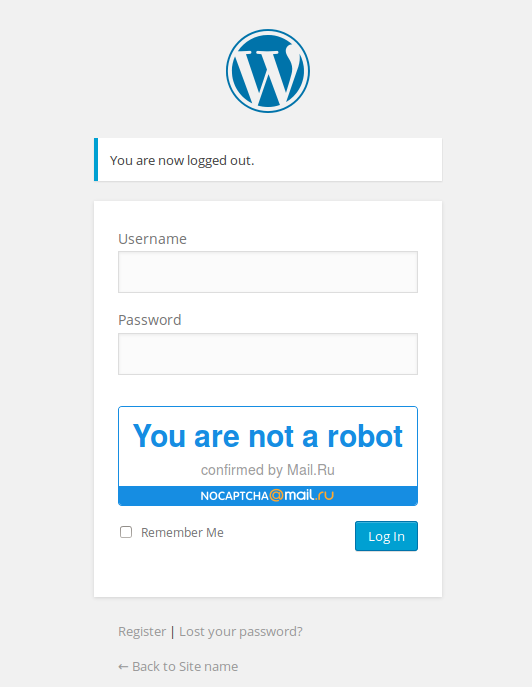 You are now logged out.
Username
Password
You are not a robot
confirmed by Mail.Ru
NOCAPTCHA@mail.ru
Remember Me
Log In
Register | Lost your password?
← Back to Site name